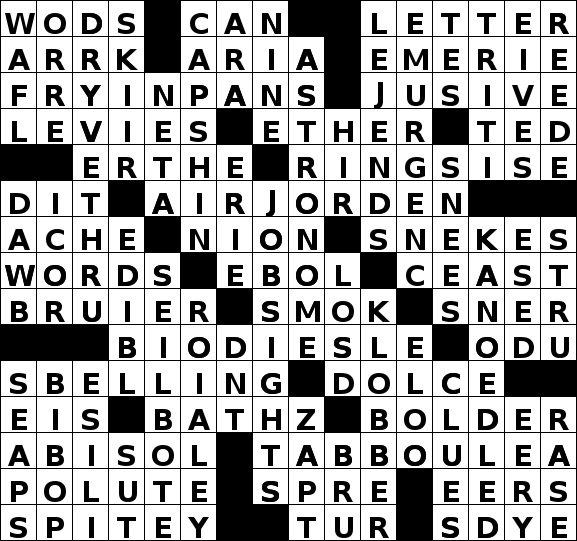 WODS CAN LETTER
ARRK ARIA EMERIE
FRYINPANS JUSIVE
LEVIES ETHER TED
ERTHE RINGSISE
DIT AIRJORDEN
ACHE NION SNEKES
WORDS EBOL CEAST
BRUIER SMOK SNER
BIODIESLE ODU
SBELLING DOLCE
EIS BATHZ BOLDER
ABISOL TABBOULEA
POLUTE SPRE EERS
SPITEY TUR SDYE